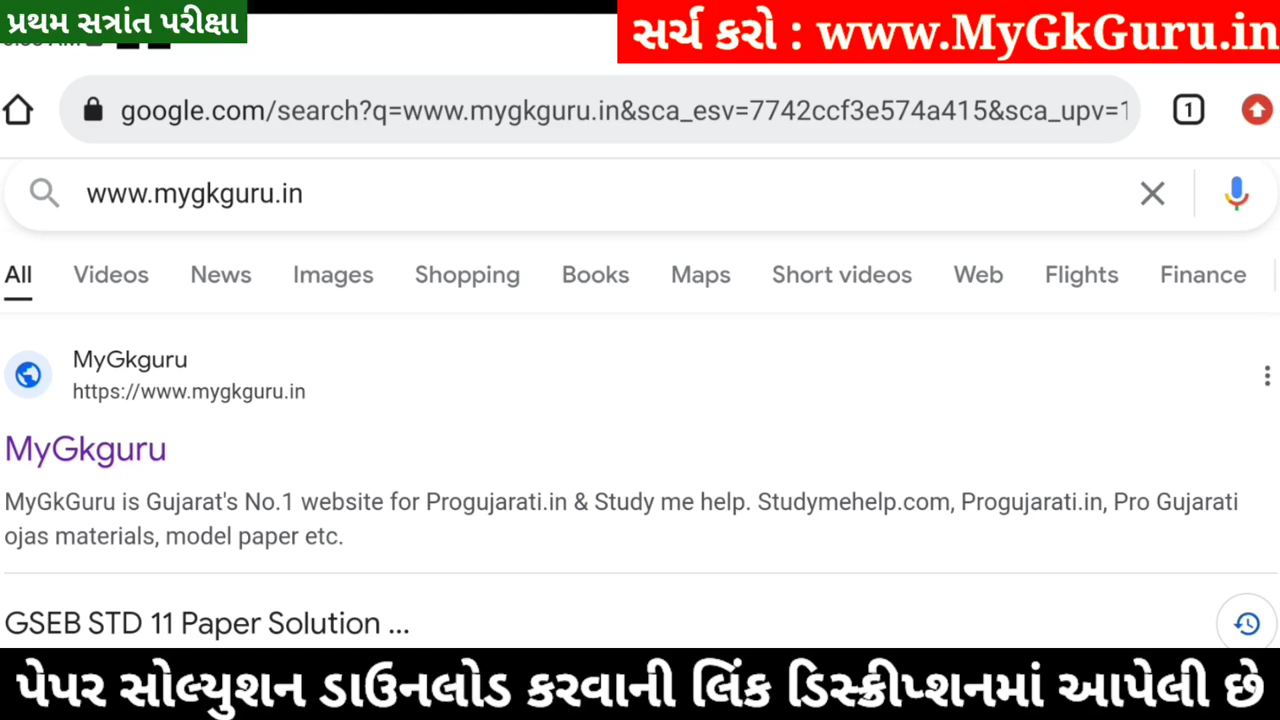 પ્રથમ સત્રાંત પરીક્ષા
સર્ચ કરો : www.MyGkGuru.in
google.com/search?q=www.mygkguru.in&sca_esv=7742ccf3e574a415&sca_upv=1
1
www.mygkguru.in
All Videos News Images Shopping Books Maps Short videos Web Flights Finance
MyGkguru
https://www.mygkguru.in
MyGkguru
MyGkGuru is Gujarat's No.1 website for Progujarati.in & Study me help. Studymehelp.com, Progujarati.in, Pro Gujarati
ojas materials, model paper etc.
GSEB STD 11 Paper Solution ...
પેપર સોલ્યુશન ડાઉનલોડ કરવાની લિંક ડિસ્ક્રીપ્શનમાં આપેલી છે